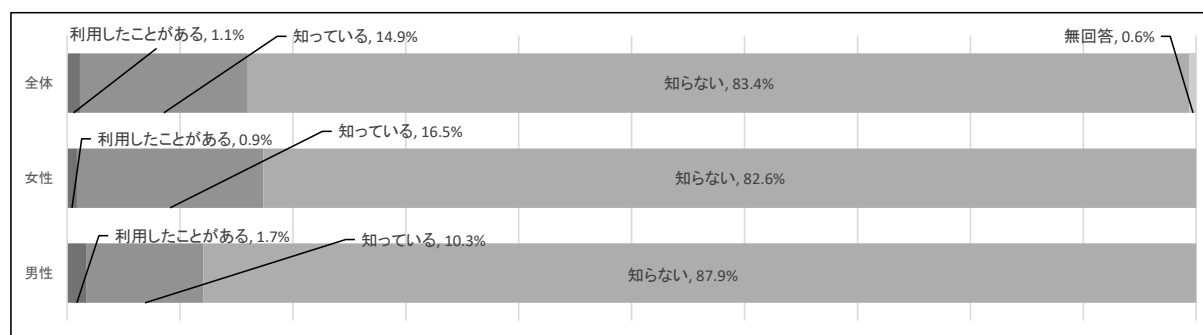 利用したことがある, 1.1%
知っている, 14.9%
無回答, 0.6%
全体
知らない, 83.4%
利用したことがある, 0.9%
知っている, 16.5%
女性
知らない, 82.6%
利用したことがある, 1.7%
知っている, 10.3%
男性
知らない, 87.9%